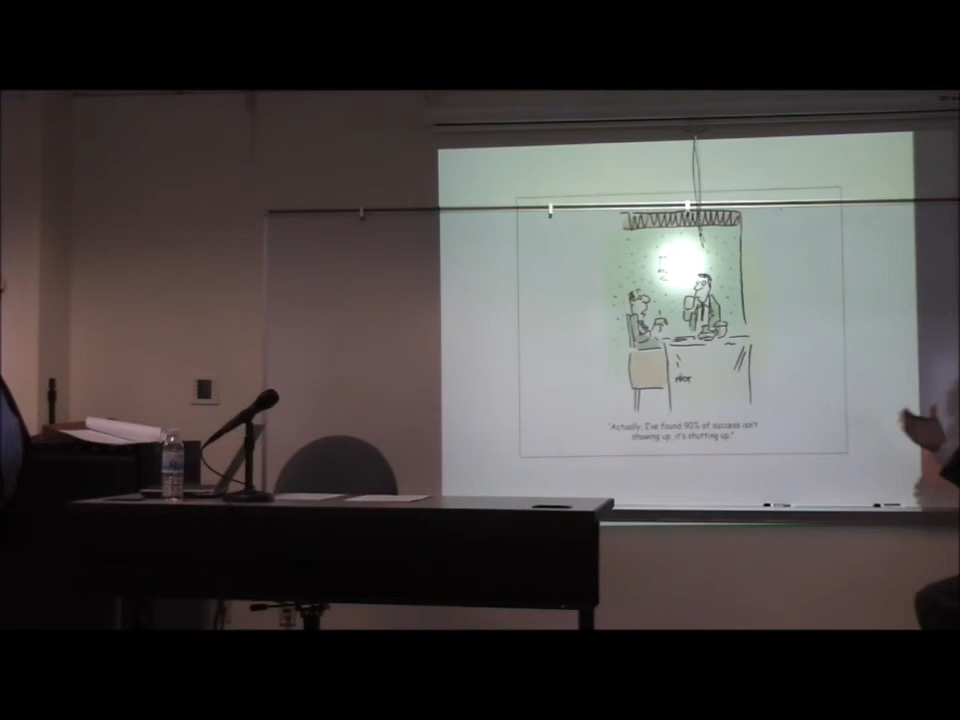 "Actually. I've found 90% of success isn't
showing up, it's shutting up."